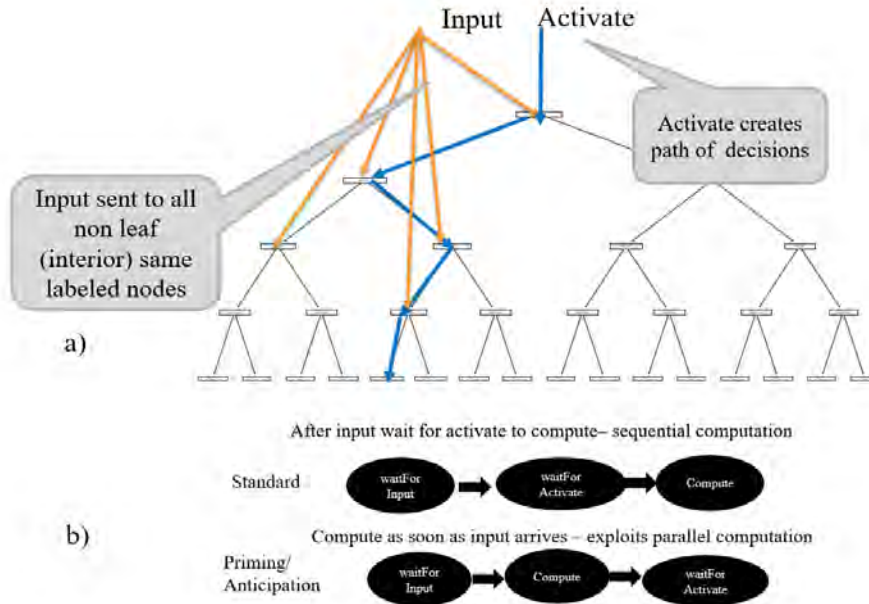 Input Activate
Activate creates
path of decisions
Input sent to all
non leaf
(interior) same
labeled nodes
a)
After input wait for activate to compute– sequential computation
Standard
waitFor
Input
waitFor
Activate
Compute
b)
Compute as soon as input arrives – exploits parallel computation
Priming/
Anticipation
waitFor
Input
Compute
waitFor
Activate